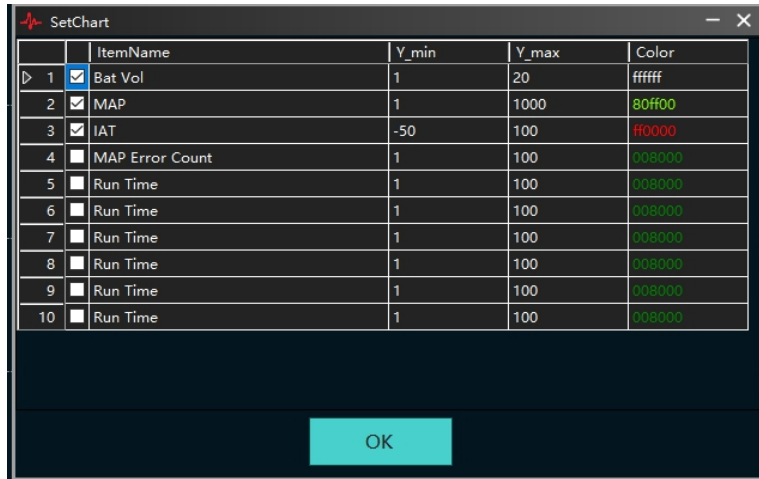 SetChart
ItemName Y_min Y_max Color
1 Bat Vol 1 20 ffffff
2 MAP 1 1000 80ff00
3 IAT -50 100 ff0000
4 MAP Error Count 1 100 008000
5 Run Time 1 100 008000
6 Run Time 1 100 008000
7 Run Time 1 100 008000
8 Run Time 1 100 008000
9 Run Time 1 100 008000
10 Run Time 1 100 008000
OK